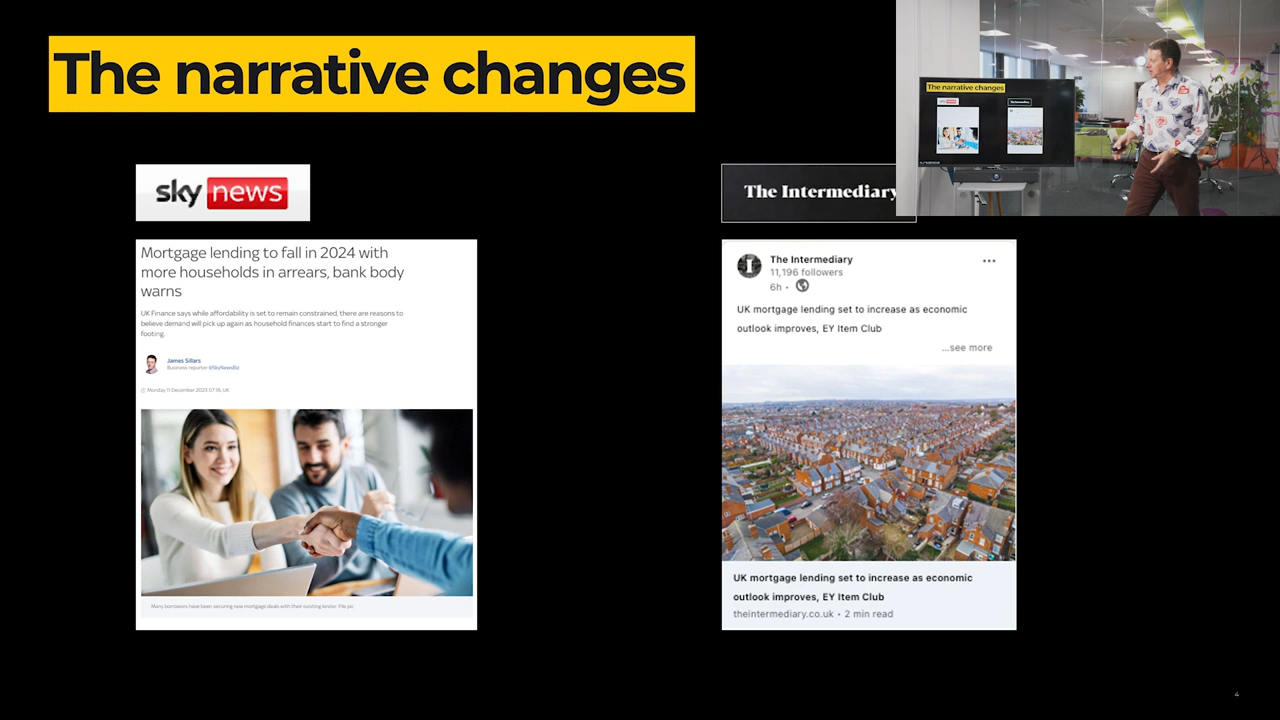 The narrative changes
sky news
Mortgage lending to fall in 2024 with
more households in arrears, bank body
warns
UK Finance says while affordability is set to remain constrained, there are reasons to
believe demand will pick up again as household finances start to find a stronger
footing.
James Sillars
Business reporter @SkyNewsBiz
Monday 11 December 2023 07:18, UK
Many borrowers have been securing new mortgage deals with their existing lender. File pic
The Intermediary
The Intermediary
11,196 followers
6h •
UK mortgage lending set to increase as economic
outlook improves, EY Item Club
...see more
UK mortgage lending set to increase as economic
outlook improves, EY Item Club
theintermediary.co.uk • 2 min read
The narrative changes
The Intermediary
4